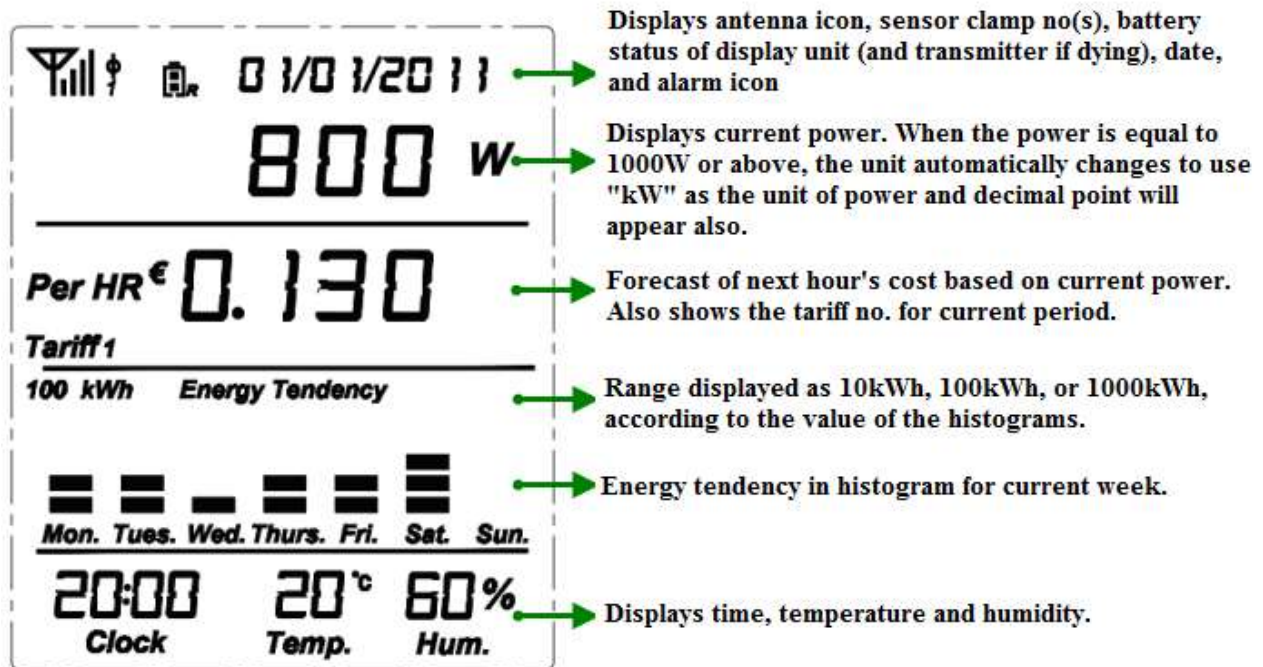 R 01/01/2011
Displays antenna icon, sensor clamp no(s), battery
status of display unit (and transmitter if dying), date,
and alarm icon
800 W
Displays current power. When the power is equal to
1000W or above, the unit automatically changes to use
"kW" as the unit of power and decimal point will
appear also.
Per HR € 0.130
Tariff 1
Forecast of next hour's cost based on current power.
Also shows the tariff no. for current period.
100 kWh Energy Tendency
Range displayed as 10kWh, 100kWh, or 1000kWh,
according to the value of the histograms.
Energy tendency in histogram for current week.
Mon. Tues. Wed. Thurs. Fri. Sat. Sun.
20:00 20°C 60%
Clock Temp. Hum.
Displays time, temperature and humidity.